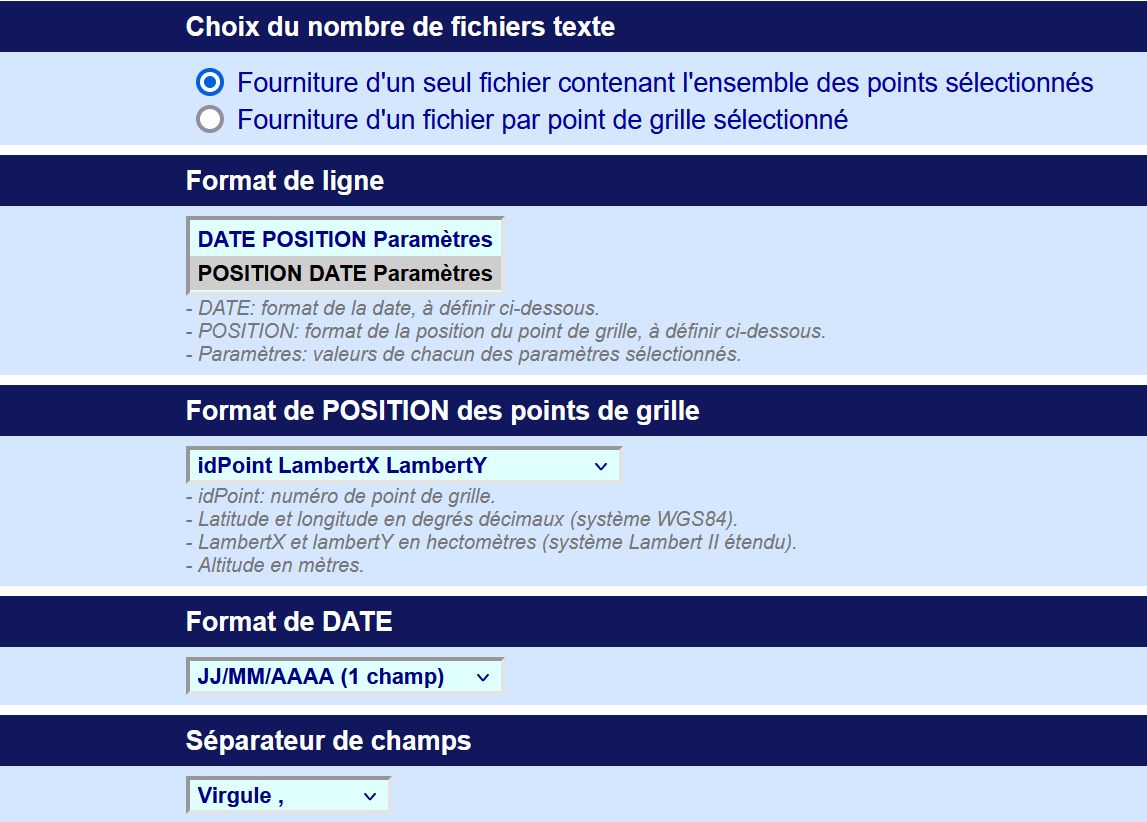 Choix du nombre de fichiers texte
Fourniture d'un seul fichier contenant l'ensemble des points sélectionnés
Fourniture d'un fichier par point de grille sélectionné
Format de ligne
DATE POSITION Paramètres
POSITION DATE Paramètres
- DATE: format de la date, à définir ci-dessous.
- POSITION: format de la position du point de grille, à définir ci-dessous.
- Paramètres: valeurs de chacun des paramètres sélectionnés.
Format de POSITION des points de grille
idPoint LambertX LambertY
- idPoint: numéro de point de grille.
- Latitude et longitude en degrés décimaux (système WGS84).
- LambertX et lambertY en hectomètres (système Lambert II étendu).
- Altitude en mètres.
Format de DATE
JJ/MM/AAAA (1 champ)
Séparateur de champs
Virgule ,